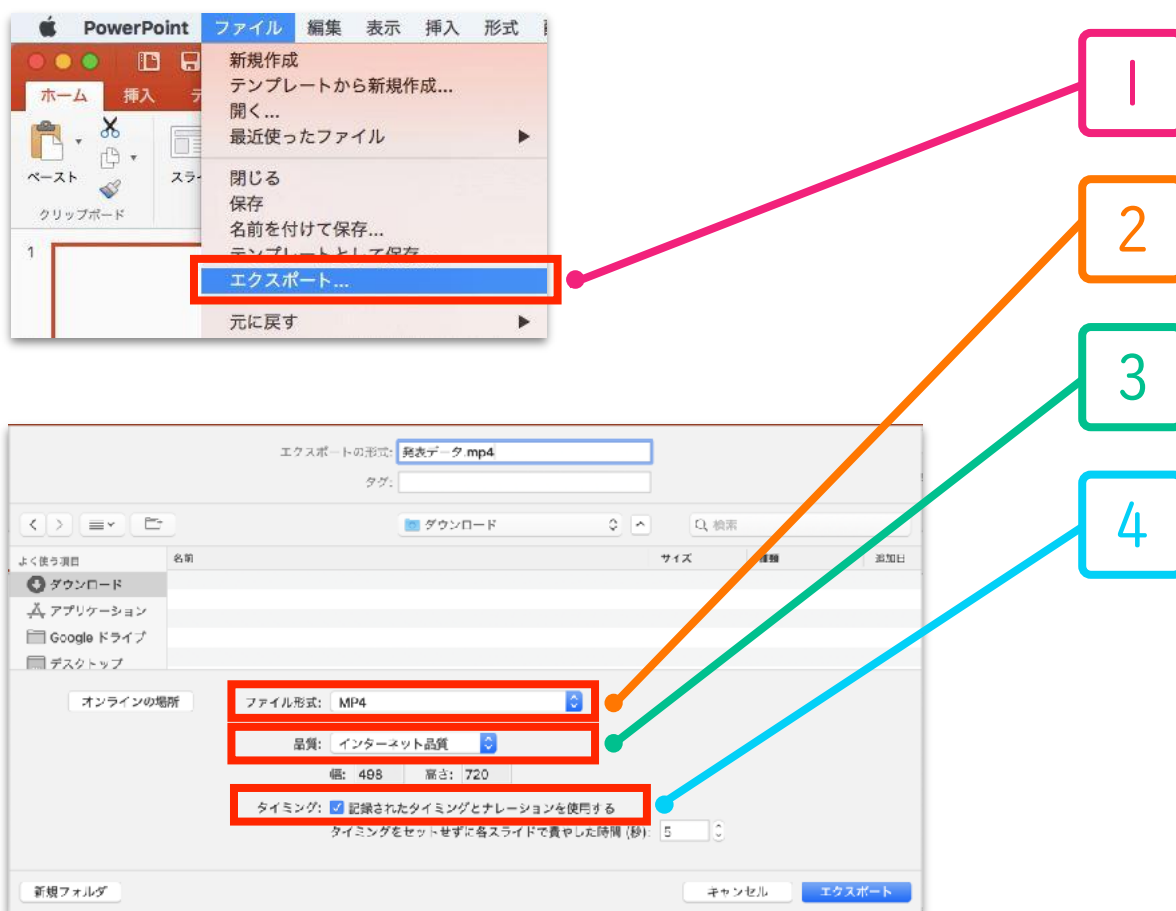 PowerPoint ファイル 編集 表示 挿入 形式
ホーム 挿入
新規作成
テンプレートから新規作成...
開く...
最近使ったファイル
ペースト
クリップボード
閉じる
保存
名前を付けて保存...
テンプレートとして保存
エクスポート...
元に戻す
1
1
2
3
4
エクスポートの形式: 発表データ.mp4
タグ:
ダウンロード
検索
よく使う項目
名前 サイズ 種類 追加日
ダウンロード
アプリケーション
Google ドライブ
デスクトップ
オンラインの場所
ファイル形式: MP4
品質: インターネット品質
幅: 498 高さ: 720
タイミング: 記録されたタイミングとナレーションを使用する
タイミングをセットせずに各スライドで費やした時間 (秒): 5
新規フォルダ キャンセル エクスポート